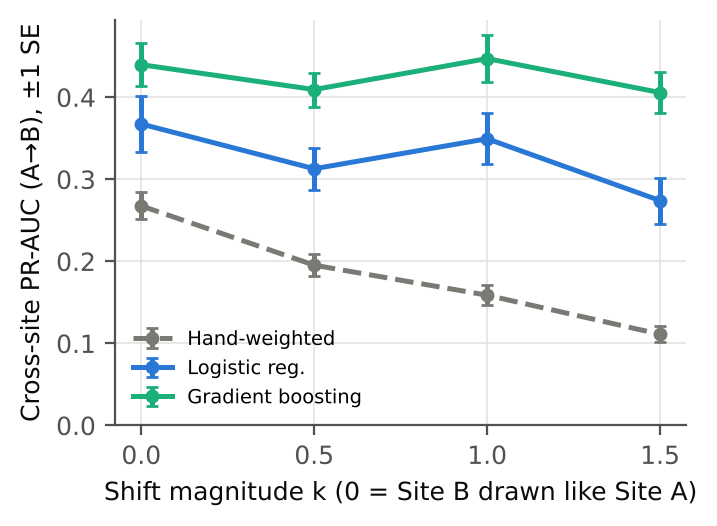 Cross-site PR-AUC (A→B), ±1 SE
0.4
0.3
0.2
0.1
0.0
Hand-weighted
Logistic reg.
Gradient boosting
0.0 0.5 1.0 1.5
Shift magnitude k (0 = Site B drawn like Site A)